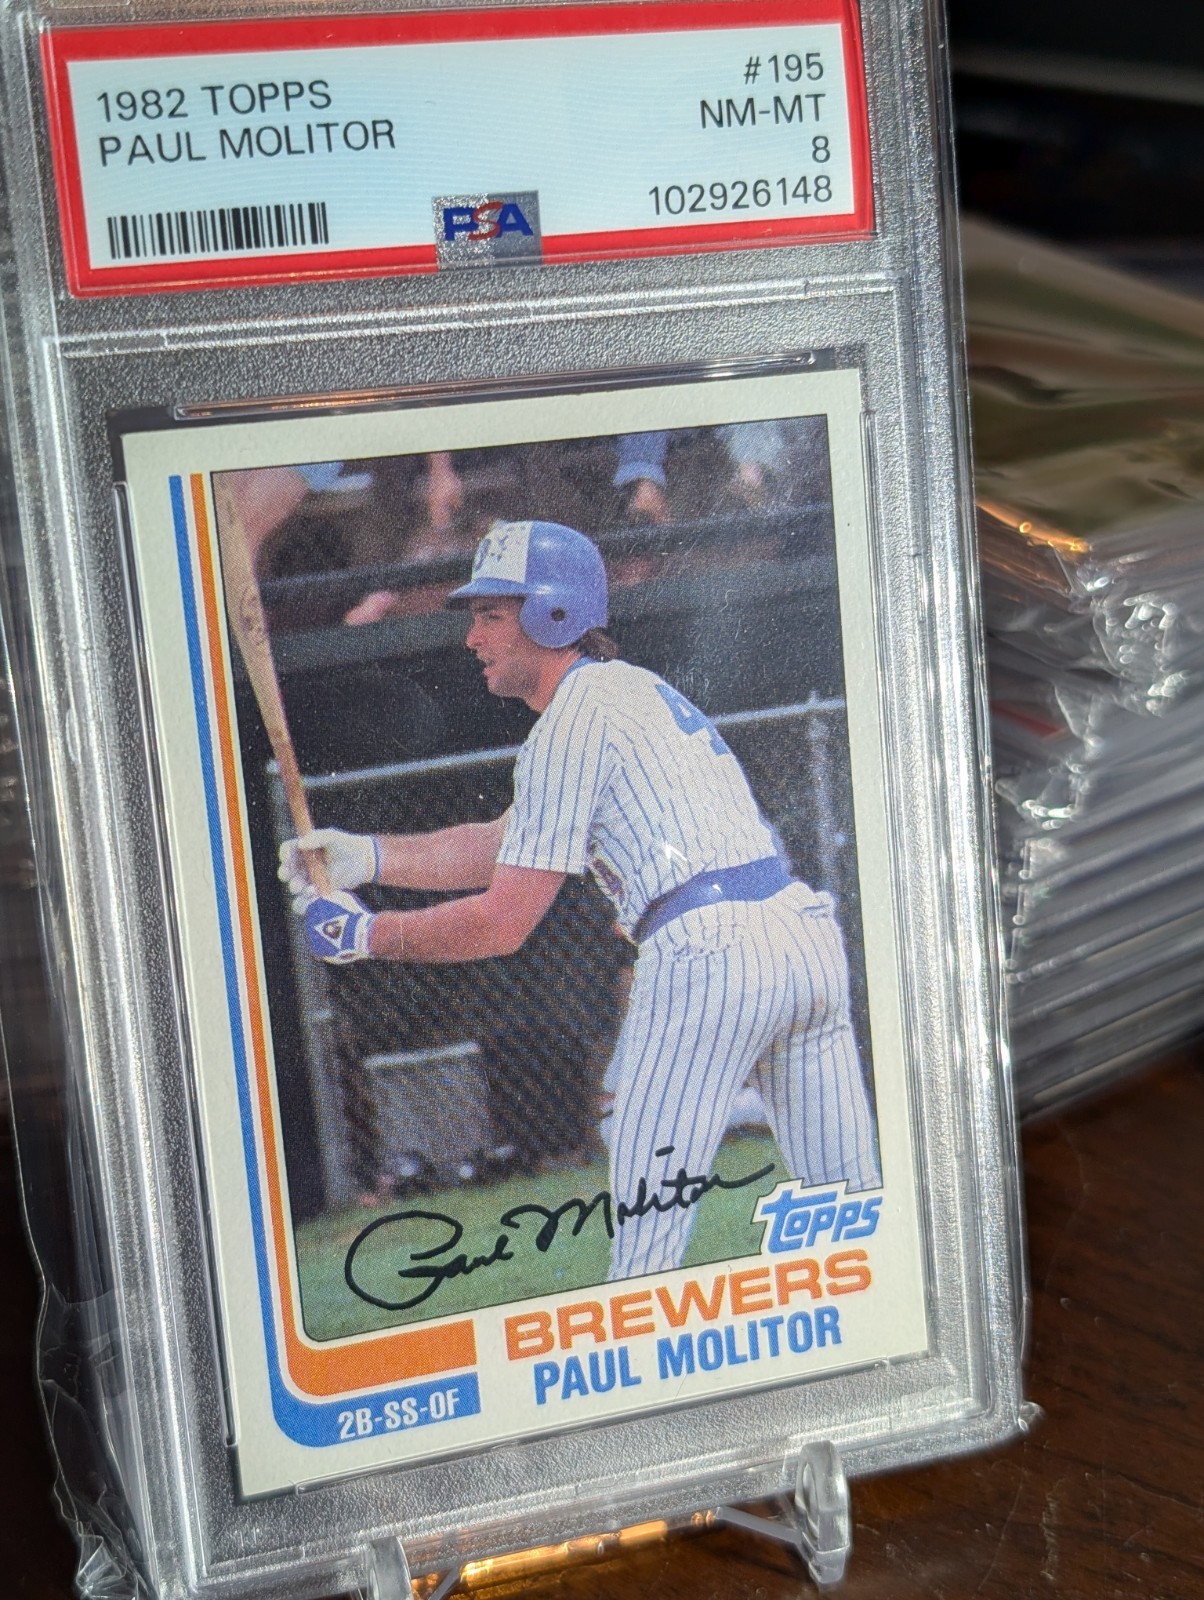 1982 TOPPS #195
PAUL MOLITOR NM-MT
8
PSA 102926148
4
Paul Molitor
TOPPS
BREWERS
PAUL MOLITOR
2B-SS-OF